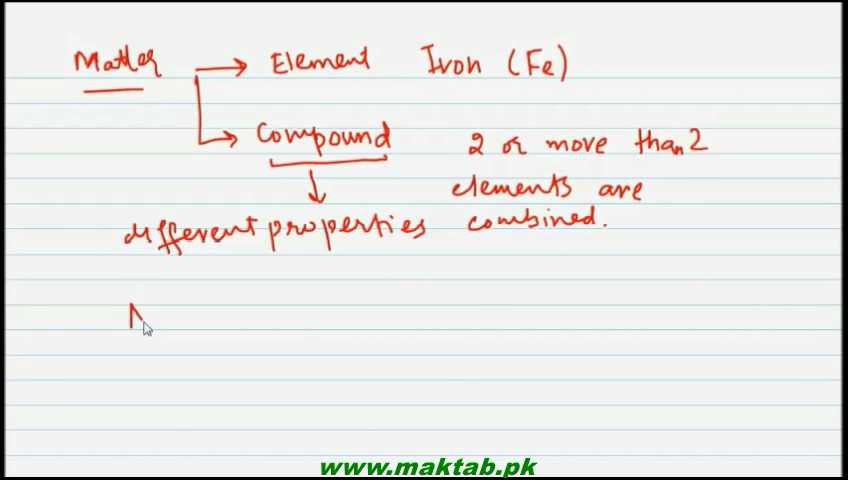 Matter → Element Iron (Fe)
→ Compound 2 or more than 2
elements are
different properties combined.
www.maktab.pk